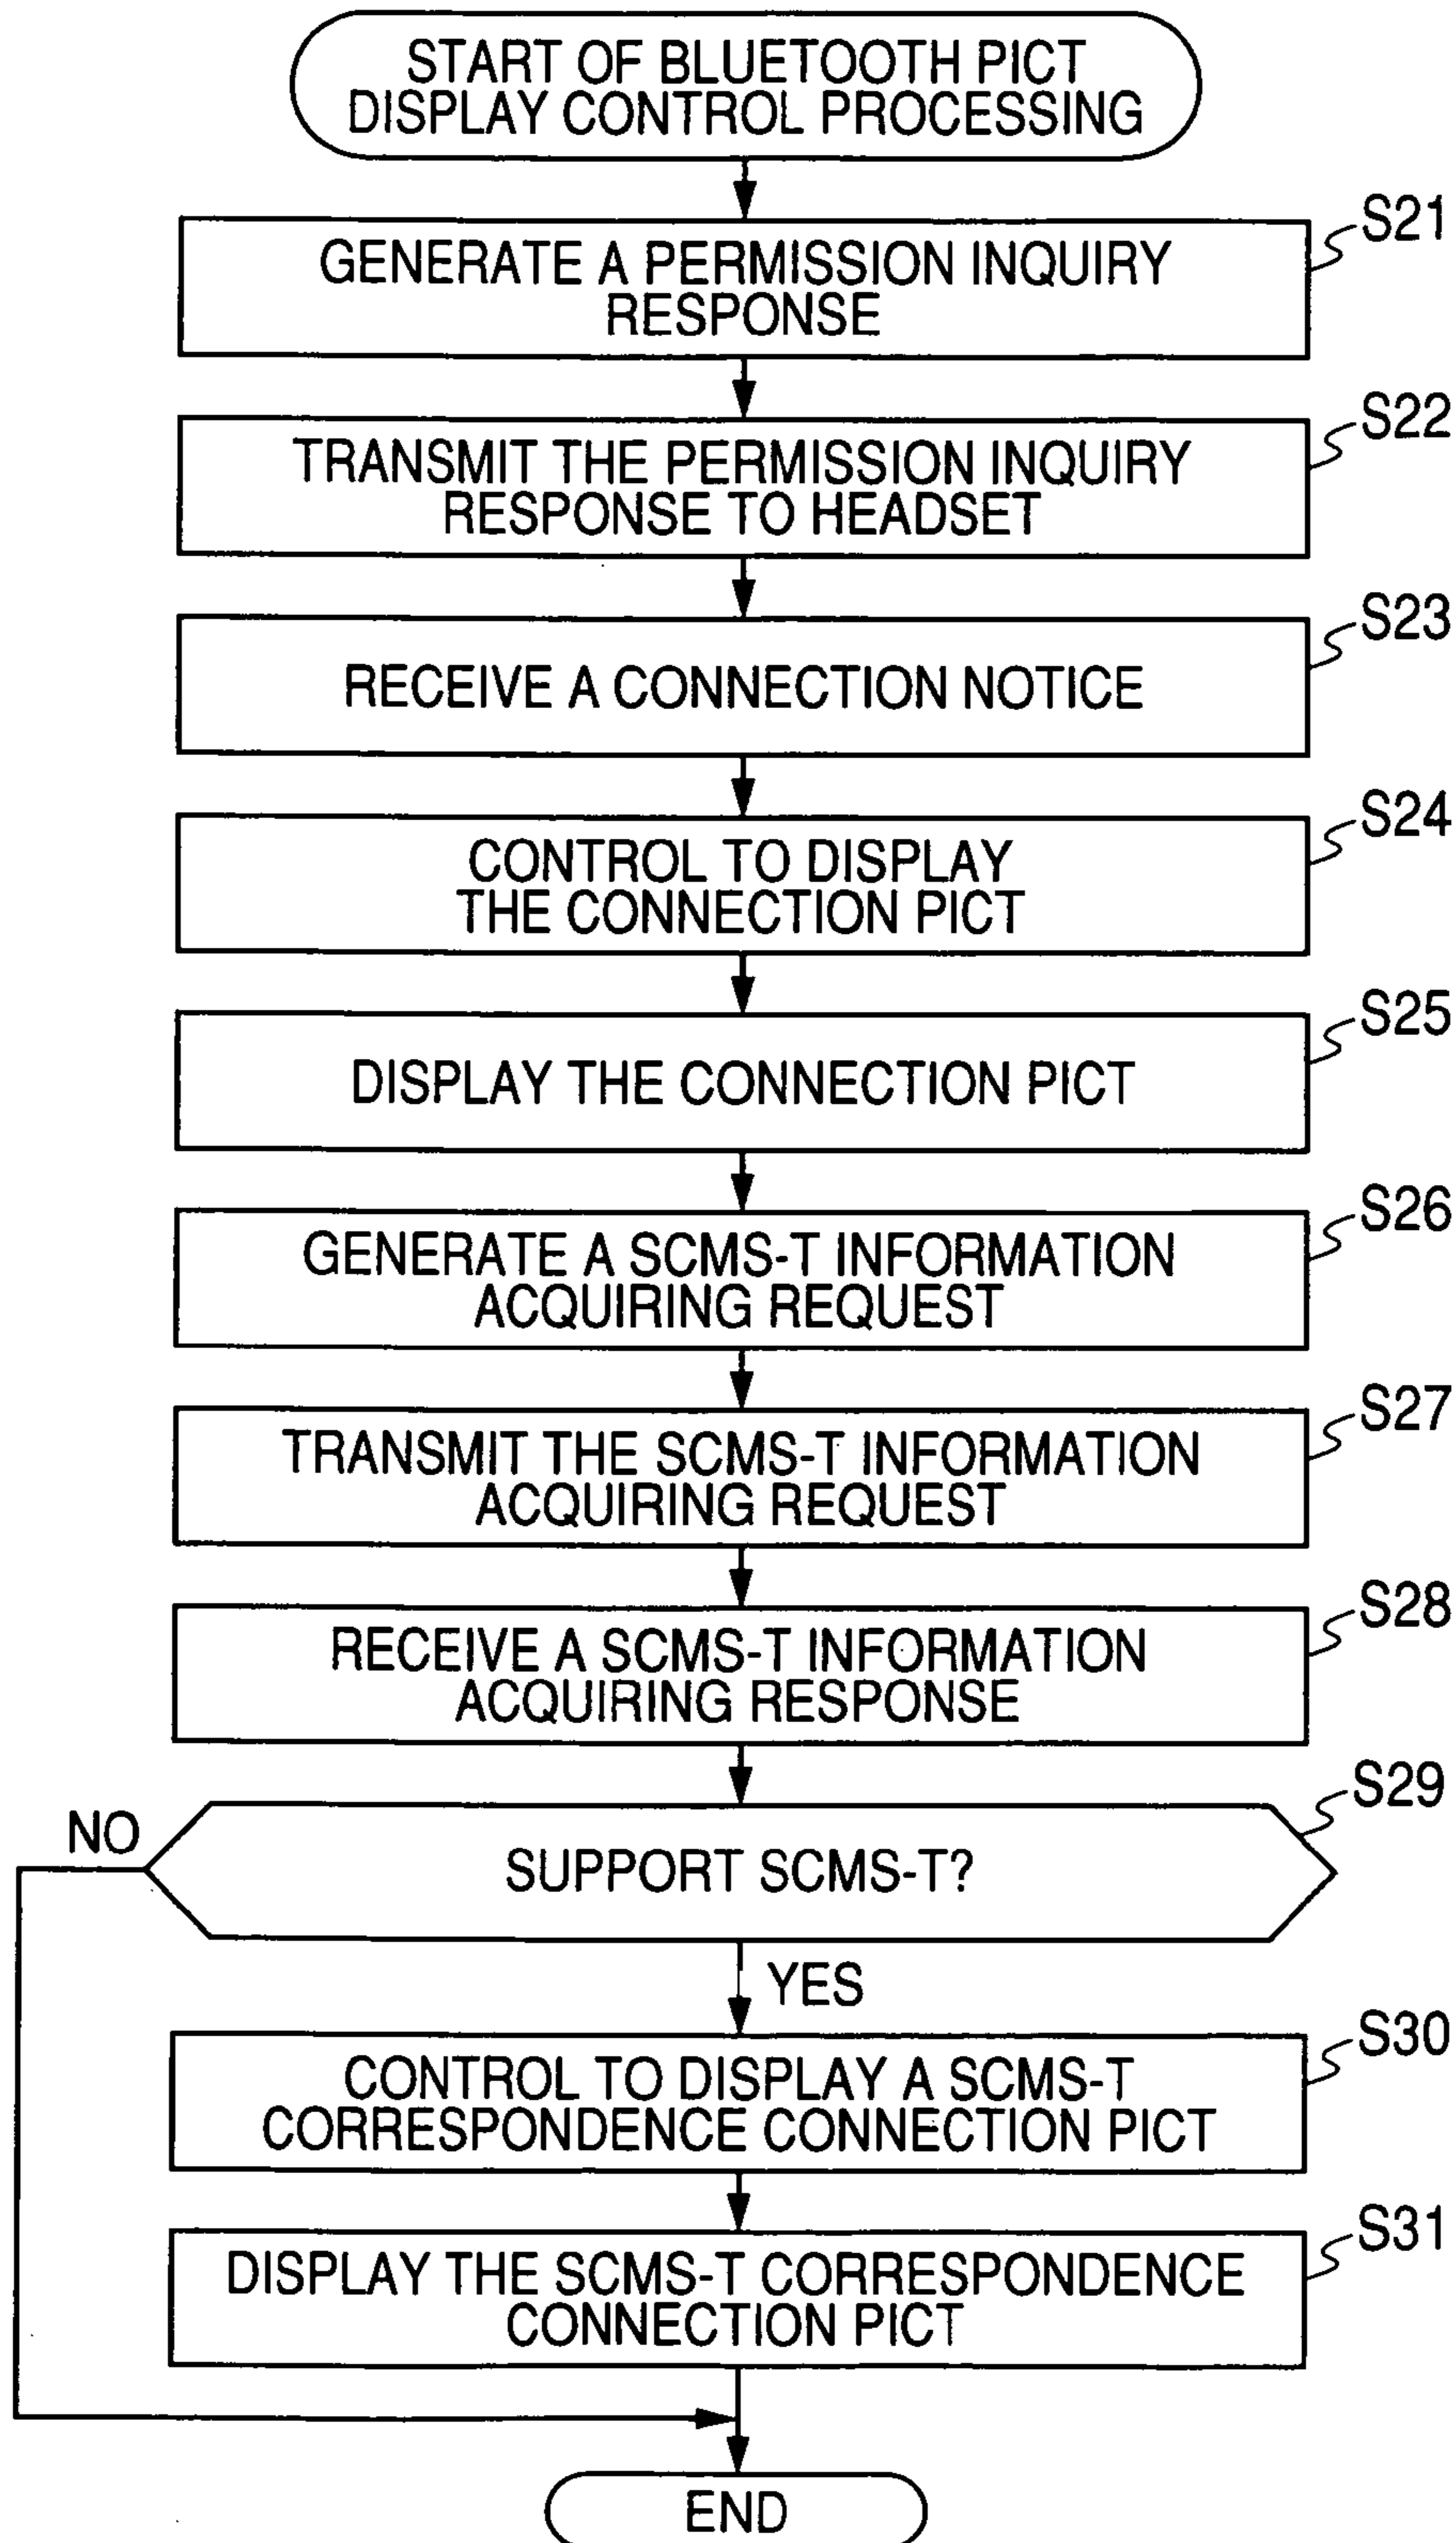 START OF BLUETOOTH PICT
DISPLAY CONTROL PROCESSING
S21
GENERATE A PERMISSION INQUIRY
RESPONSE
S22
TRANSMIT THE PERMISSION INQUIRY
RESPONSE TO HEADSET
S23
RECEIVE A CONNECTION NOTICE
S24
CONTROL TO DISPLAY
THE CONNECTION PICT
S25
DISPLAY THE CONNECTION PICT
S26
GENERATE A SCMS-T INFORMATION
ACQUIRING REQUEST
S27
TRANSMIT THE SCMS-T INFORMATION
ACQUIRING REQUEST
S28
RECEIVE A SCMS-T INFORMATION
ACQUIRING RESPONSE
S29
NO
SUPPORT SCMS-T?
YES
S30
CONTROL TO DISPLAY A SCMS-T
CORRESPONDENCE CONNECTION PICT
S31
DISPLAY THE SCMS-T CORRESPONDENCE
CONNECTION PICT
END